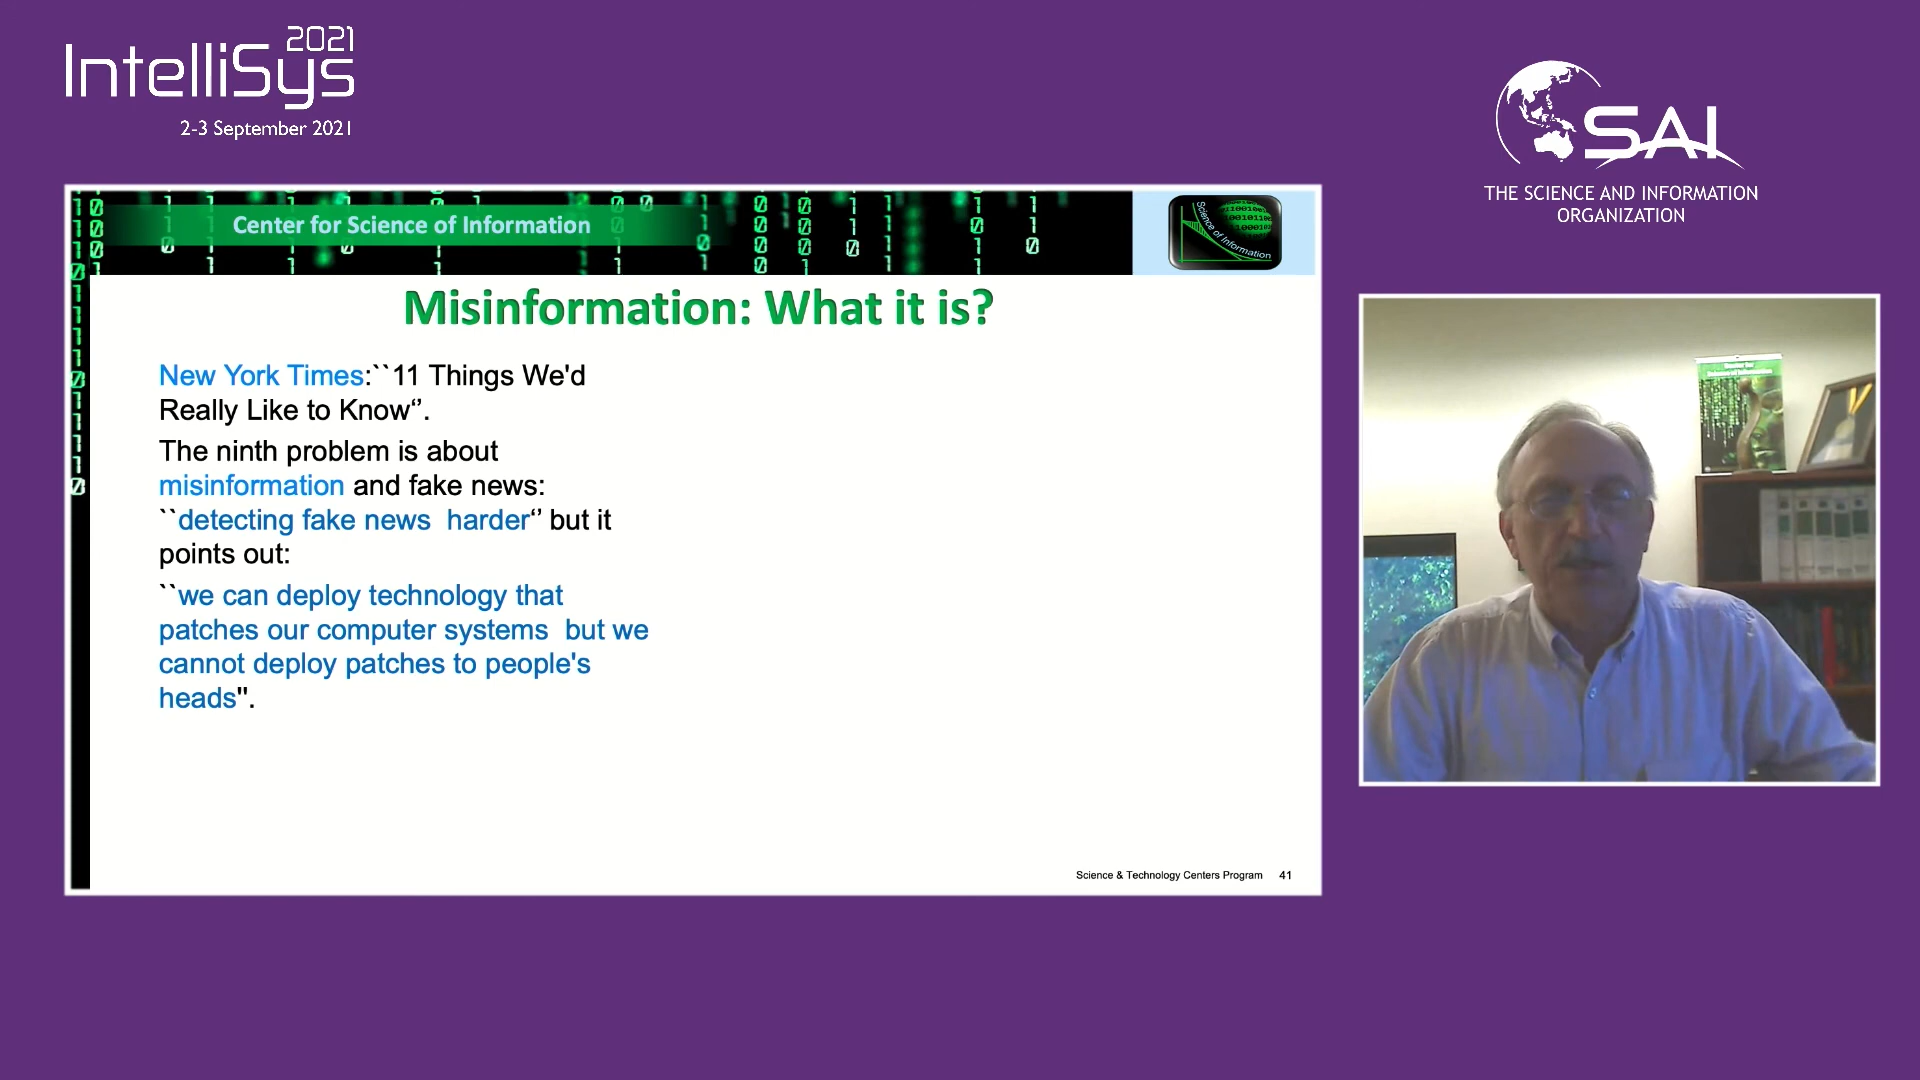 2021
IntelliSys
2-3 September 2021
SAI
THE SCIENCE AND INFORMATION
ORGANIZATION
Center for Science of Information
Science of Information
Misinformation: What it is?
New York Times:``11 Things We'd
Really Like to Know‘’.
The ninth problem is about
misinformation and fake news:
``detecting fake news  harder‘’ but it
points out:
``we can deploy technology that
patches our computer systems  but we
cannot deploy patches to people's
heads".
Science & Technology Centers Program 41